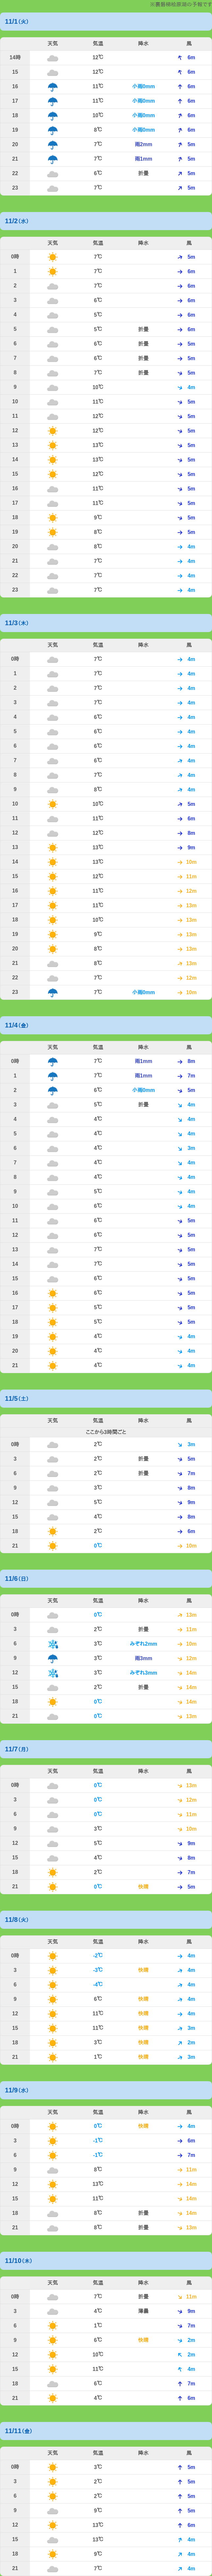 11/1(火)
天気 気温 降水 風
14時 12℃ 6m
15 12℃ 6m
16 11℃ 小雨0mm 6m
17 11℃ 小雨0mm 6m
18 10℃ 小雨0mm 6m
19 8℃ 小雨0mm 6m
20 7℃ 雨2mm 5m
21 7℃ 雨1mm 5m
22 6℃ 折畳 5m
23 7℃ 5m
11/2(水)
天気 気温 降水 風
0時 7℃ 5m
1 7℃ 6m
2 7℃ 6m
3 6℃ 6m
4 5℃ 6m
5 5℃ 折畳 6m
6 6℃ 折畳 5m
7 6℃ 折畳 5m
8 7℃ 折畳 5m
9 10℃ 4m
10 11℃ 5m
11 12℃ 5m
12 12℃ 5m
13 13℃ 5m
14 13℃ 5m
15 12℃ 5m
16 11℃ 5m
17 11℃ 5m
18 9℃ 5m
19 8℃ 5m
20 8℃ 4m
21 7℃ 4m
22 7℃ 4m
23 7℃ 4m
11/3(木)
天気 気温 降水 風
0時 7℃ 4m
1 7℃ 4m
2 7℃ 4m
3 7℃ 4m
4 6℃ 4m
5 6℃ 4m
6 6℃ 4m
7 6℃ 4m
8 7℃ 4m
9 8℃ 4m
10 10℃ 5m
11 11℃ 6m
12 12℃ 8m
13 13℃ 9m
14 13℃ 10m
15 12℃ 11m
16 11℃ 12m
17 11℃ 13m
18 10℃ 13m
19 9℃ 13m
20 8℃ 13m
21 8℃ 13m
22 7℃ 12m
23 7℃ 小雨0mm 10m
11/4(金)
天気 気温 降水 風
0時 7℃ 雨1mm 8m
1 7℃ 雨1mm 7m
2 6℃ 小雨0mm 5m
3 5℃ 折畳 4m
4 4℃ 4m
5 4℃ 4m
6 4℃ 3m
7 4℃ 4m
8 4℃ 4m
9 5℃ 4m
10 6℃ 4m
11 6℃ 5m
12 6℃ 5m
13 7℃ 5m
14 7℃ 5m
15 6℃ 5m
16 6℃ 5m
17 5℃ 5m
18 5℃ 5m
19 4℃ 4m
20 4℃ 4m
21 4℃ 4m
11/5(土)
天気 気温 降水 風
ここから3時間ごと
0時 2℃ 3m
3 2℃ 折畳 5m
6 2℃ 折畳 7m
9 3℃ 8m
12 5℃ 9m
15 4℃ 8m
18 2℃ 6m
21 0℃ 10m
11/6(日)
天気 気温 降水 風
0時 0℃ 13m
3 2℃ 折畳 11m
6 3℃ みぞれ2mm 10m
9 3℃ 雨3mm 12m
12 3℃ みぞれ3mm 14m
15 2℃ 折畳 14m
18 0℃ 14m
21 0℃ 13m
11/7(月)
天気 気温 降水 風
0時 0℃ 13m
3 0℃ 12m
6 0℃ 11m
9 3℃ 10m
12 5℃ 9m
15 4℃ 8m
18 2℃ 7m
21 0℃ 快晴 5m
11/8(火)
天気 気温 降水 風
0時 -2℃ 4m
3 -3℃ 快晴 4m
6 -4℃ 4m
9 6℃ 快晴 4m
12 11℃ 快晴 4m
15 11℃ 快晴 3m
18 3℃ 快晴 2m
21 1℃ 快晴 3m
11/9(水)
天気 気温 降水 風
0時 0℃ 快晴 4m
3 -1℃ 6m
6 -1℃ 7m
9 8℃ 11m
12 13℃ 14m
15 11℃ 14m
18 8℃ 折畳 14m
21 8℃ 折畳 13m
11/10(木)
天気 気温 降水 風
0時 7℃ 折畳 11m
3 4℃ 薄曇 9m
6 1℃ 7m
9 6℃ 快晴 2m
12 10℃ 2m
15 11℃ 4m
18 6℃ 7m
21 4℃ 6m
11/11(金)
天気 気温 降水 風
0時 3℃ 5m
3 2℃ 5m
6 2℃ 5m
9 9℃ 5m
12 13℃ 6m
15 13℃ 4m
18 9℃ 4m
21 7℃ 4m